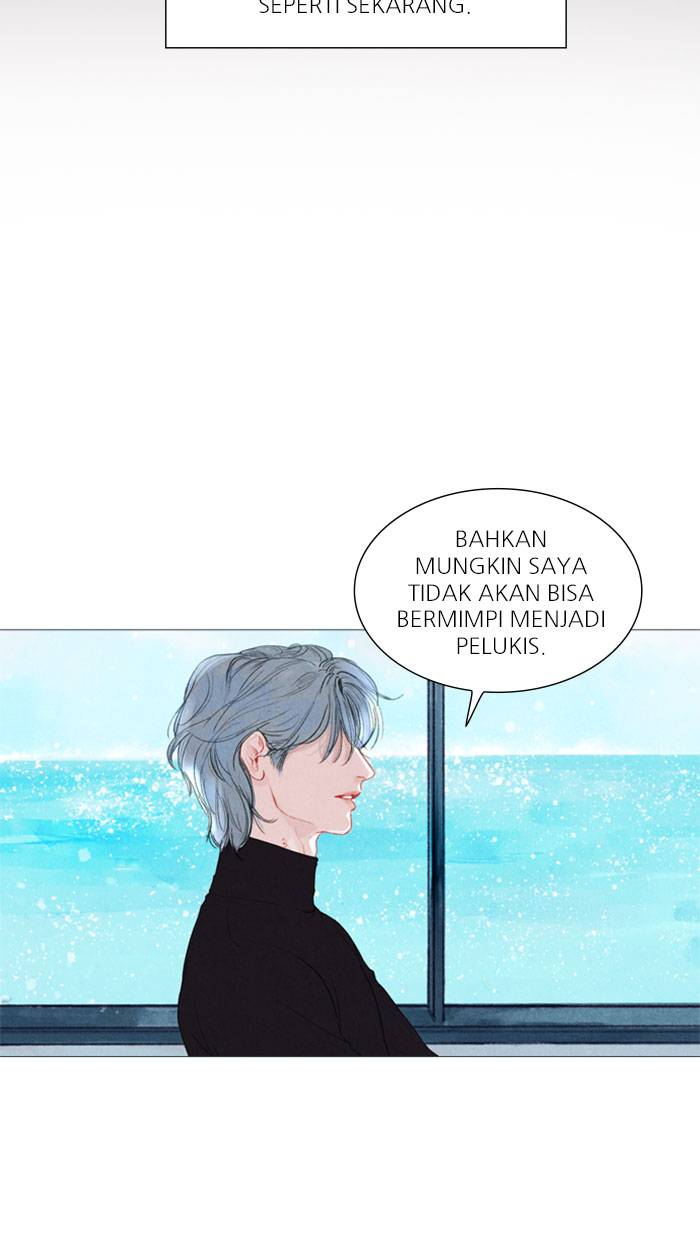 SEPERTI SEKARANG.
BAHKAN
MUNGKIN SAYA
TIDAK AKAN BISA
BERMIMPI MENJADI
PELUKIS.